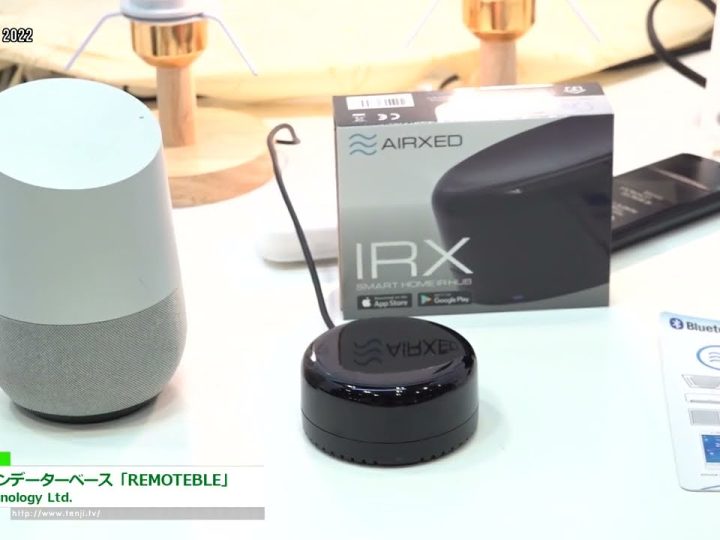 2022
AIRXED
IRX
SMART HOME IR HUB
App Store
Google Play
AIRXED
Bluetooth
ンデーターベース「REMOTEBLE」
nology Ltd.
http://www.tenji.tv/